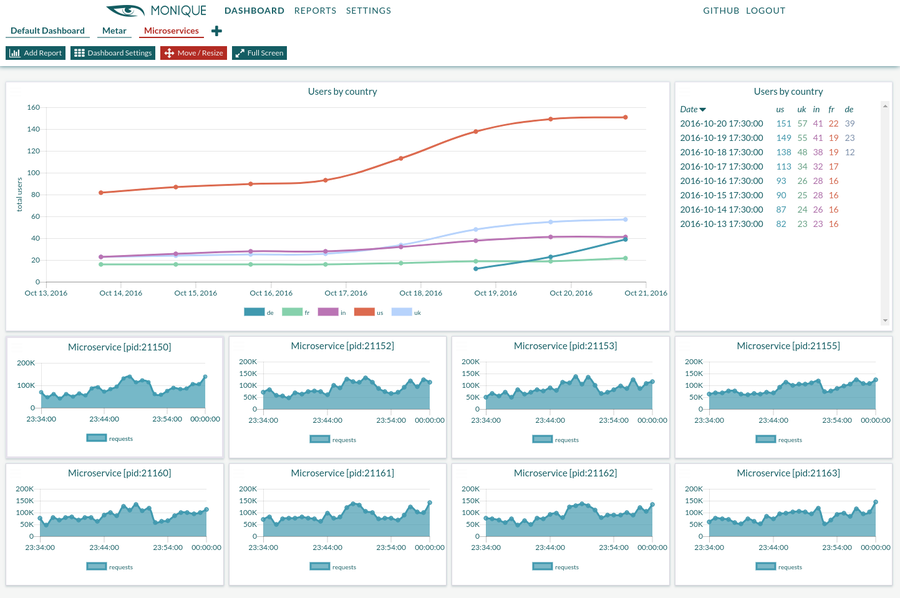 MONIQUE DASHBOARD REPORTS SETTINGS GITHUB LOGOUT
Default Dashboard Metar Microservices
Add Report Dashboard Settings Move / Resize Full Screen
Users by country
160
140
120
100
80
60
40
20
0
total users
Oct 13, 2016 Oct 14, 2016 Oct 15, 2016 Oct 16, 2016 Oct 17, 2016 Oct 18, 2016 Oct 19, 2016 Oct 20, 2016 Oct 21, 2016
de fr in us uk
Users by country
Date us uk in fr de
2016-10-20 17:30:00 151 57 41 22 39
2016-10-19 17:30:00 149 55 41 19 23
2016-10-18 17:30:00 138 48 38 19 12
2016-10-17 17:30:00 113 34 32 17
2016-10-16 17:30:00 93 26 28 16
2016-10-15 17:30:00 90 25 28 16
2016-10-14 17:30:00 87 24 26 16
2016-10-13 17:30:00 82 23 23 16
Microservice [pid:21150]
200K
100K
0
23:34:00 23:44:00 23:54:00 00:00:00
requests
Microservice [pid:21152]
200K
150K
100K
50K
0
23:34:00 23:44:00 23:54:00 00:00:00
requests
Microservice [pid:21153]
200K
150K
100K
50K
0
23:34:00 23:44:00 23:54:00 00:00:00
requests
Microservice [pid:21155]
200K
150K
100K
50K
0
23:34:00 23:44:00 23:54:00 00:00:00
requests
Microservice [pid:21160]
200K
150K
100K
50K
0
23:34:00 23:44:00 23:54:00 00:00:00
requests
Microservice [pid:21161]
200K
150K
100K
50K
0
23:34:00 23:44:00 23:54:00 00:00:00
requests
Microservice [pid:21162]
200K
150K
100K
50K
0
23:34:00 23:44:00 23:54:00 00:00:00
requests
Microservice [pid:21163]
200K
150K
100K
50K
0
23:34:00 23:44:00 23:54:00 00:00:00
requests